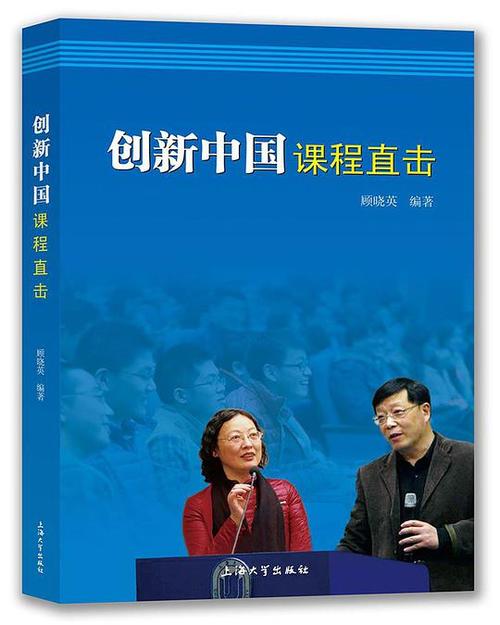 创新中国课程直击
顾晓英 编著
创新中国课程直击
顾晓英 编著
上海大学出版社
上海大学出版社